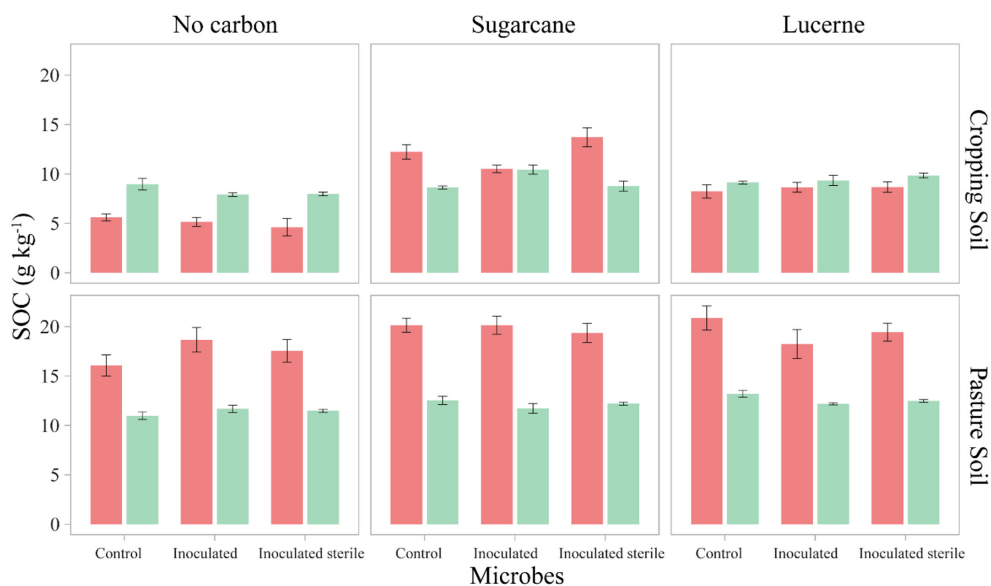 No carbon Sugarcane Lucerne
20
15
10
5
0
Cropping Soil
SOC (g kg⁻¹)
20
15
10
5
0
Pasture Soil
Control Inoculated Inoculated sterile Control Inoculated Inoculated sterile Control Inoculated Inoculated sterile
Microbes